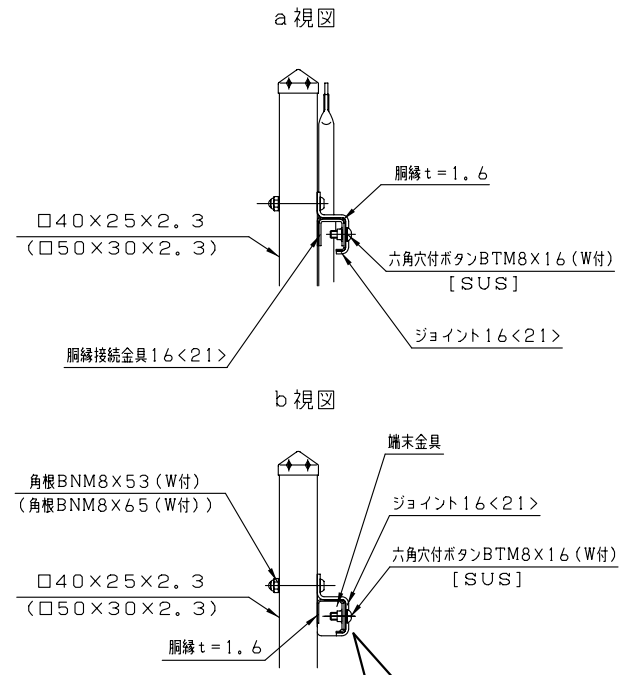 a視図
胴縁t=1。6
□40×25×2。3
(□50×30×2。3)
六角穴付ボタンBTM8×16(W付)
[SUS]
ジョイント16<21>
胴縁接続金具16<21>
b視図
端末金具
角根BNM8×53(W付)
(角根BNM8×65(W付))
ジョイント16<21>
六角穴付ボタンBTM8×16(W付)
[SUS]
□40×25×2。3
(□50×30×2。3)
胴縁t=1。6